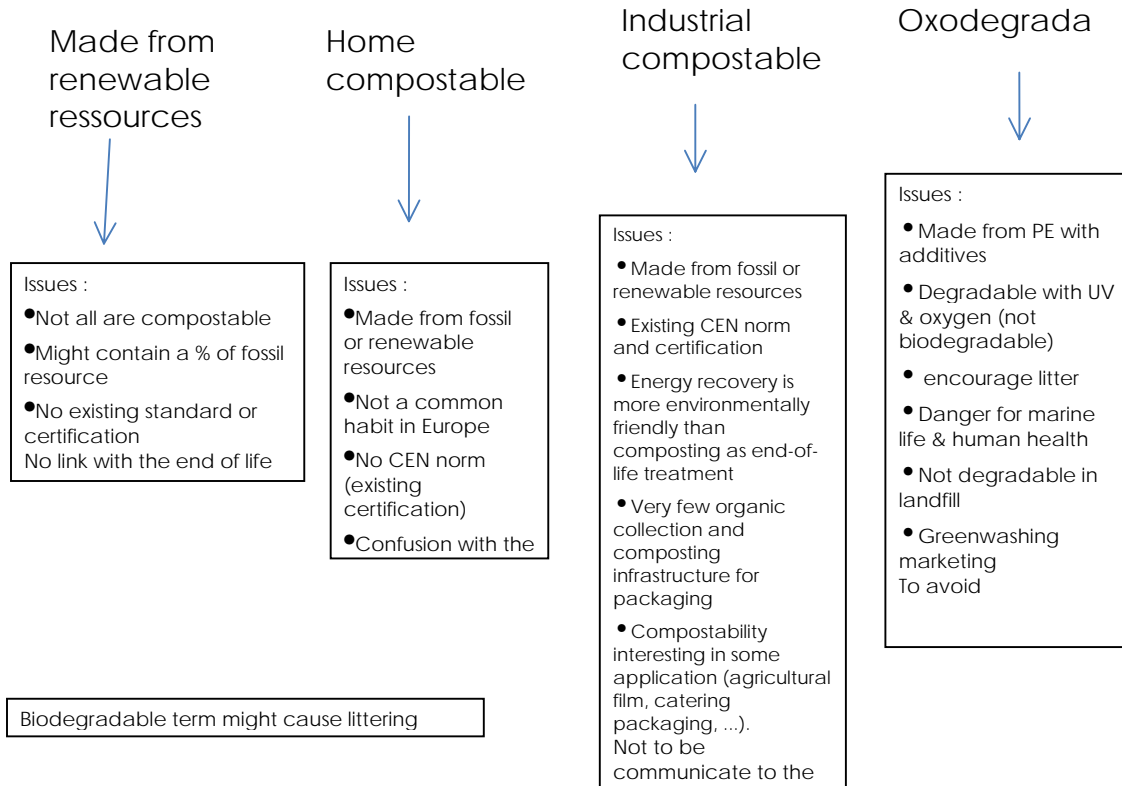 Made from
renewable
ressources
Issues :
•Not all are compostable
•Might contain a % of fossil
resource
•No existing standard or
certification
No link with the end of life
Home
compostable
Issues :
•Made from fossil
or renewable
resources
•Not a common
habit in Europe
•No CEN norm
(existing
certification)
•Confusion with the
Industrial
compostable
Issues :
• Made from fossil or
renewable resources
• Existing CEN norm
and certification
• Energy recovery is
more environmentally
friendly than
composting as end-of-
life treatment
• Very few organic
collection and
composting
infrastructure for
packaging
• Compostability
interesting in some
application (agricultural
film, catering
packaging, ...).
Not to be
communicate to the
Oxodegrada
Issues :
• Made from PE with
additives
• Degradable with UV
& oxygen (not
biodegradable)
• encourage litter
• Danger for marine
life & human health
• Not degradable in
landfill
• Greenwashing
marketing
To avoid
Biodegradable term might cause littering